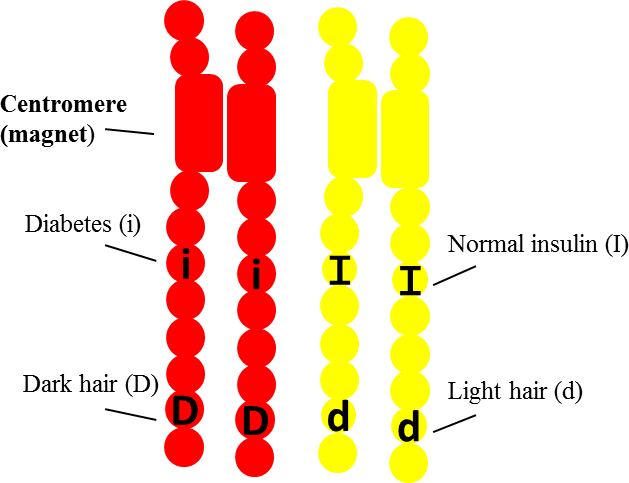 Centromere
(magnet)
Diabetes (i)
Normal insulin (I)
i
i
I
I
Dark hair (D)
Light hair (d)
D
D
d
d